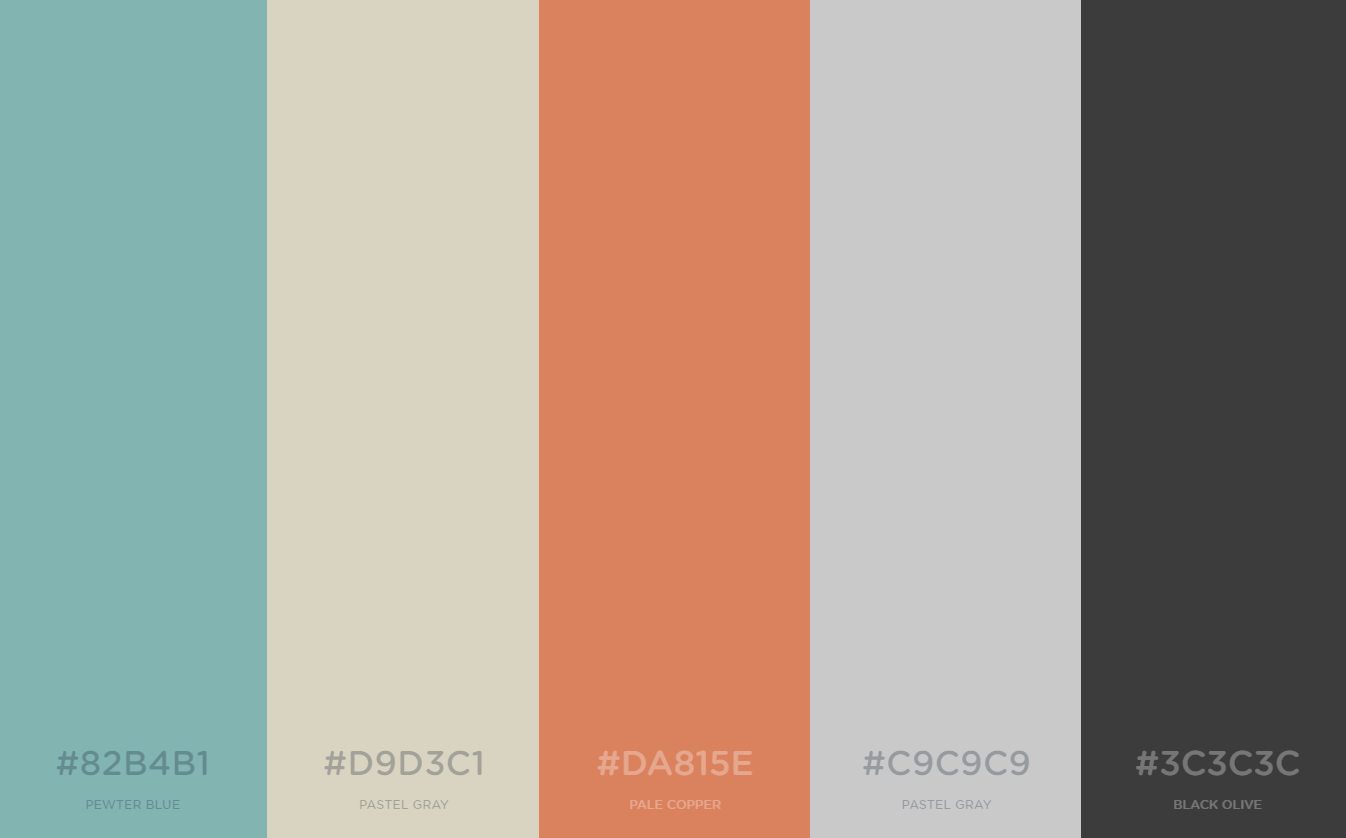 #82B4B1
PEWTER BLUE
#D9D3C1
PASTEL GRAY
#DA815E
PALE COPPER
#C9C9C9
PASTEL GRAY
#3C3C3C
BLACK OLIVE